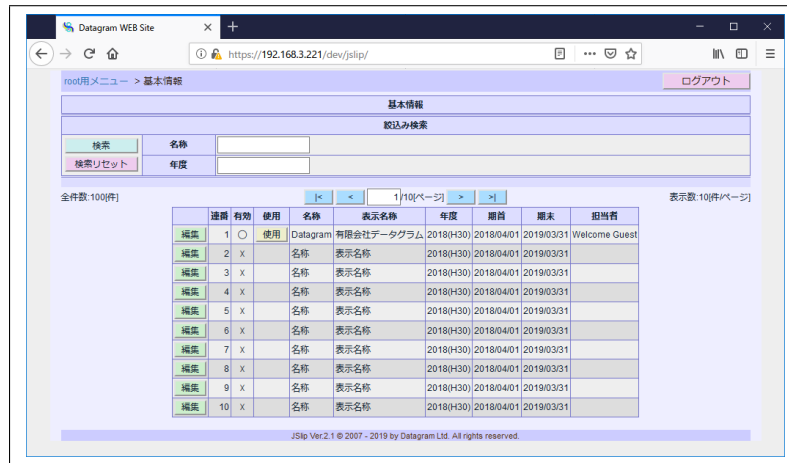 Datagram WEB Site
https://192.168.3.221/dev/jslip/
root用メニュー > 基本情報 ログアウト
基本情報
絞込み検索
検索 名称
検索リセット 年度
全件数:100[件] |< < 1/10[ページ] > >| 表示数:10[件/ページ]
連番 有効 使用 名称 表示名称 年度 期首 期末 担当者
編集 1 ○ 使用 Datagram 有限会社データグラム 2018(H30) 2018/04/01 2019/03/31 Welcome Guest
編集 2 X 名称 表示名称 2018(H30) 2018/04/01 2019/03/31
編集 3 X 名称 表示名称 2018(H30) 2018/04/01 2019/03/31
編集 4 X 名称 表示名称 2018(H30) 2018/04/01 2019/03/31
編集 5 X 名称 表示名称 2018(H30) 2018/04/01 2019/03/31
編集 6 X 名称 表示名称 2018(H30) 2018/04/01 2019/03/31
編集 7 X 名称 表示名称 2018(H30) 2018/04/01 2019/03/31
編集 8 X 名称 表示名称 2018(H30) 2018/04/01 2019/03/31
編集 9 X 名称 表示名称 2018(H30) 2018/04/01 2019/03/31
編集 10 X 名称 表示名称 2018(H30) 2018/04/01 2019/03/31
JSlip Ver.2.1 © 2007 - 2019 by Datagram Ltd. All rights reserved.